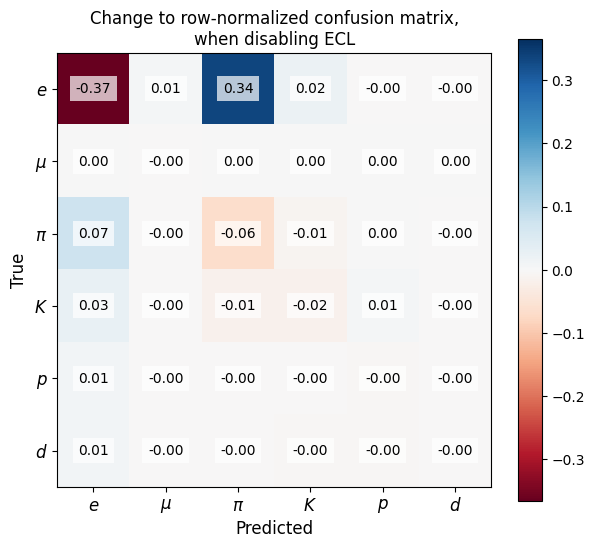 Change to row-normalized confusion matrix,
when disabling ECL
e -0.37 0.01 0.34 0.02 -0.00 -0.00
μ 0.00 -0.00 0.00 0.00 0.00 0.00
π 0.07 -0.00 -0.06 -0.01 0.00 -0.00
K 0.03 -0.00 -0.01 -0.02 0.01 -0.00
p 0.01 -0.00 -0.00 -0.00 -0.00 -0.00
d 0.01 -0.00 -0.00 -0.00 -0.00 -0.00
e μ π K p d
Predicted
True
0.3
0.2
0.1
0.0
−0.1
−0.2
−0.3